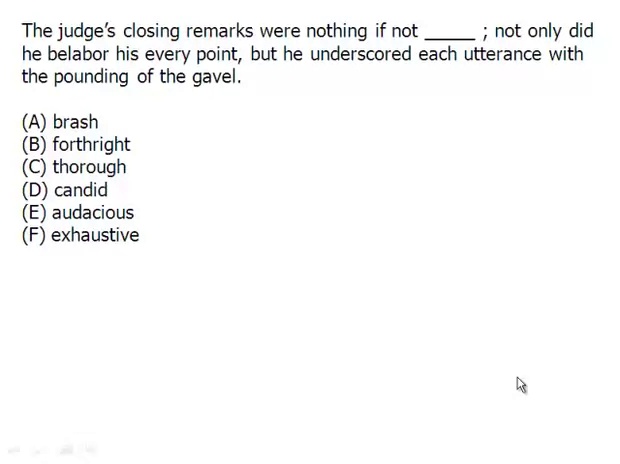 The judge’s closing remarks were nothing if not _____ ; not only did
he belabor his every point, but he underscored each utterance with
the pounding of the gavel.
(A) brash
(B) forthright
(C) thorough
(D) candid
(E) audacious
(F) exhaustive